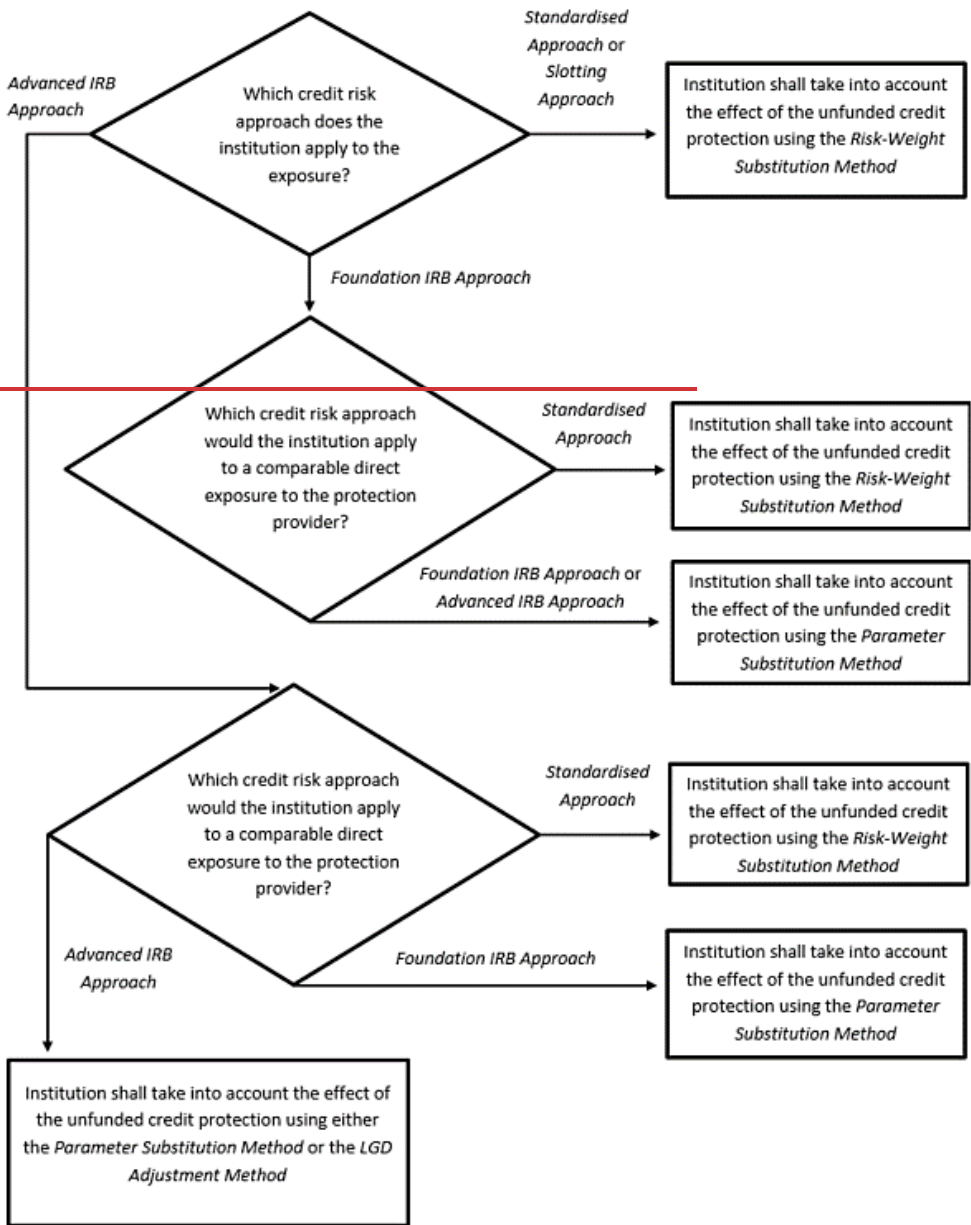 Standardised
Approach or
Slotting
Approach
Advanced IRB
Approach
Which credit risk
approach does the
institution apply to the
exposure?
Institution shall take into account
the effect of the unfunded credit
protection using the Risk-Weight
Substitution Method
Foundation IRB Approach
Which credit risk approach
would the institution apply
to a comparable direct
exposure to the protection
provider?
Standardised
Approach
Institution shall take into account
the effect of the unfunded credit
protection using the Risk-Weight
Substitution Method
Foundation IRB Approach or
Advanced IRB Approach
Institution shall take into account
the effect of the unfunded credit
protection using the Parameter
Substitution Method
Which credit risk approach
would the institution apply
to a comparable direct
exposure to the protection
provider?
Standardised
Approach
Institution shall take into account
the effect of the unfunded credit
protection using the Risk-Weight
Substitution Method
Advanced IRB
Approach
Foundation IRB Approach
Institution shall take into account
the effect of the unfunded credit
protection using the Parameter
Substitution Method
Institution shall take into account the effect of
the unfunded credit protection using either
the Parameter Substitution Method or the LGD
Adjustment Method